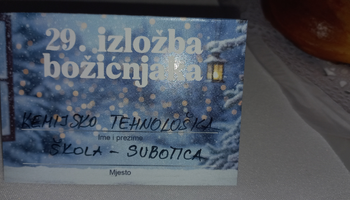 29. izložba
božićnjaka
KEMIJSKO TEHNOLOŠKA
Ime i prezime
ŠKOLA - SUBOTICA
Mjesto